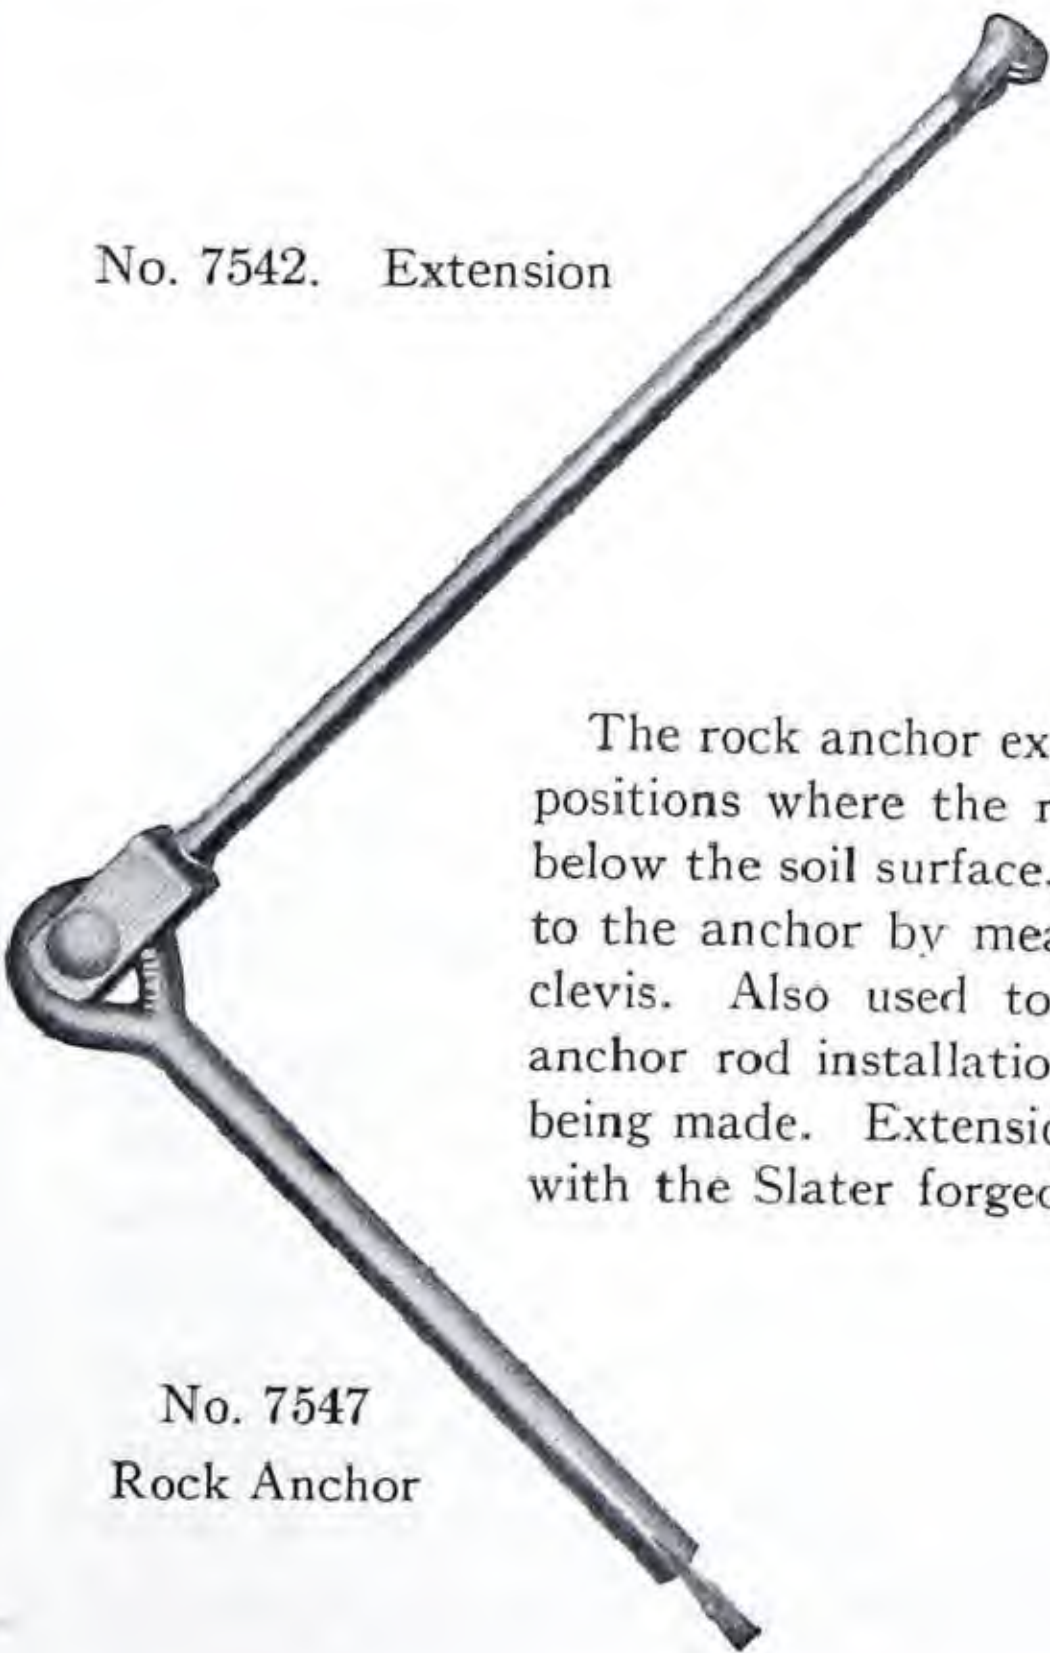 No. 7542. Extension
The rock anchor ex
positions where the r
below the soil surface.
to the anchor by mea
clevis. Also used to
anchor rod installatio
being made. Extensio
with the Slater forged
No. 7547
Rock Anchor